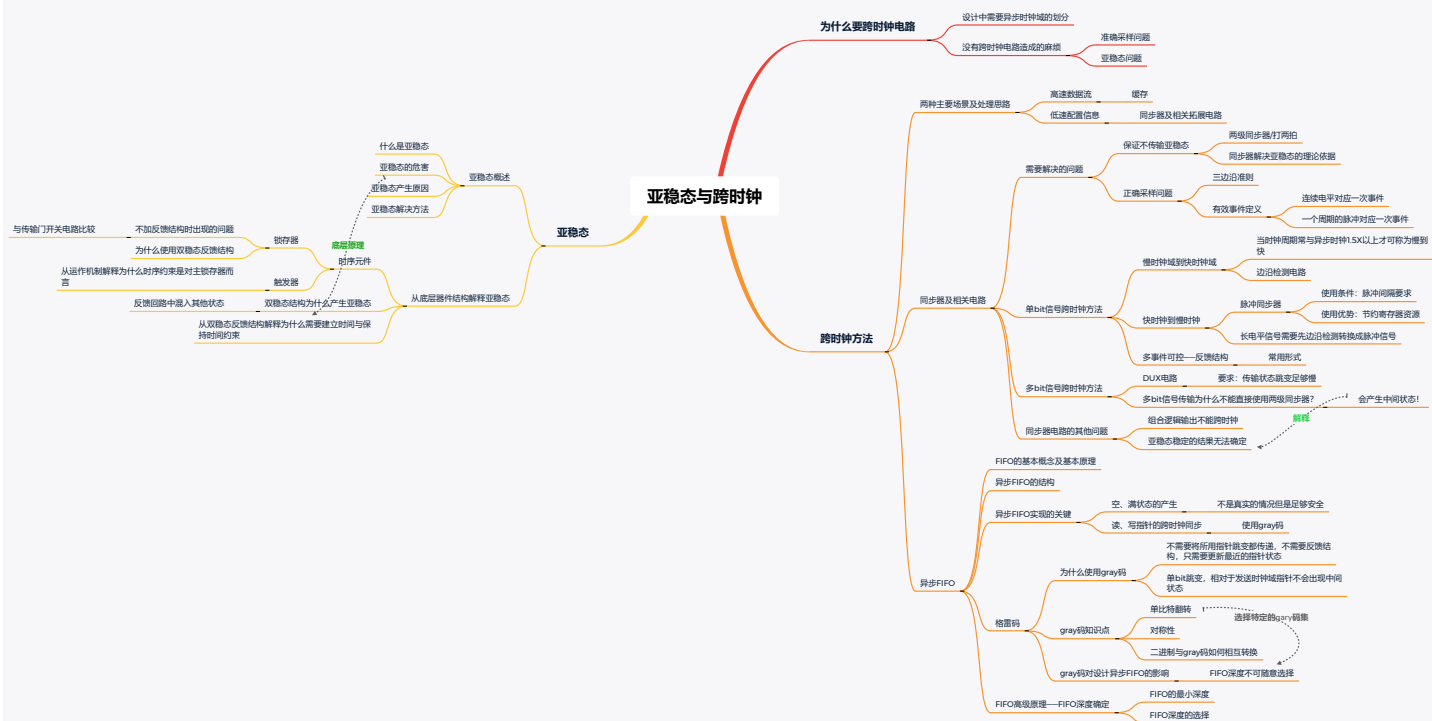 亚稳态与跨时钟
为什么要跨时钟电路
设计中需要异步时钟域的划分
没有跨时钟电路造成的麻烦
准确采样问题
亚稳态问题
跨时钟方法
两种主要场景及处理思路
高速数据流
缓存
低速配置信息
同步器及相关拓展电路
同步器及相关电路
需要解决的问题
保证不传输亚稳态
两级同步器/打两拍
同步器解决亚稳态的理论依据
正确采样问题
三边沿准则
有效事件定义
连续电平对应一次事件
一个周期的脉冲对应一次事件
单bit信号跨时钟方法
慢时钟域到快时钟域
当时钟周期常与异步时钟1.5X以上才可称为慢到
快
边沿检测电路
快时钟到慢时钟
脉冲同步器
使用条件：脉冲间隔要求
使用优势：节约寄存器资源
长电平信号需要先边沿检测转换成脉冲信号
多事件可控——反馈结构
常用形式
多bit信号跨时钟方法
DUX电路
要求：传输状态跳变足够慢
多bit信号传输为什么不能直接使用两级同步器？
会产生中间状态！
解释
同步器电路的其他问题
组合逻辑输出不能跨时钟
亚稳态稳定的结果无法确定
异步FIFO
FIFO的基本概念及基本原理
异步FIFO的结构
异步FIFO实现的关键
空、满状态的产生
不是真实的情况但是足够安全
读、写指针的跨时钟同步
使用gray码
格雷码
为什么使用gray码
不需要将所用指针跳变都传递，不需要反馈结
构，只需要更新最近的指针状态
单bit跳变，相对于发送时钟域指针不会出现中间
状态
gray码知识点
单比特翻转
对称性
二进制与gray码如何相互转换
选择特定的gary码集
gray码对设计异步FIFO的影响
FIFO深度不可随意选择
FIFO高级原理——FIFO深度确定
FIFO的最小深度
FIFO深度的选择
亚稳态
亚稳态概述
什么是亚稳态
亚稳态的危害
亚稳态产生原因
亚稳态解决方法
底层原理
从底层器件结构解释亚稳态
时序元件
锁存器
不加反馈结构时出现的问题
与传输门开关电路比较
为什么使用双稳态反馈结构
触发器
从运作机制解释为什么时序约束是对主锁存器而
言
双稳态结构为什么产生亚稳态
反馈回路中混入其他状态
从双稳态反馈结构解释为什么需要建立时间与保
持时间约束